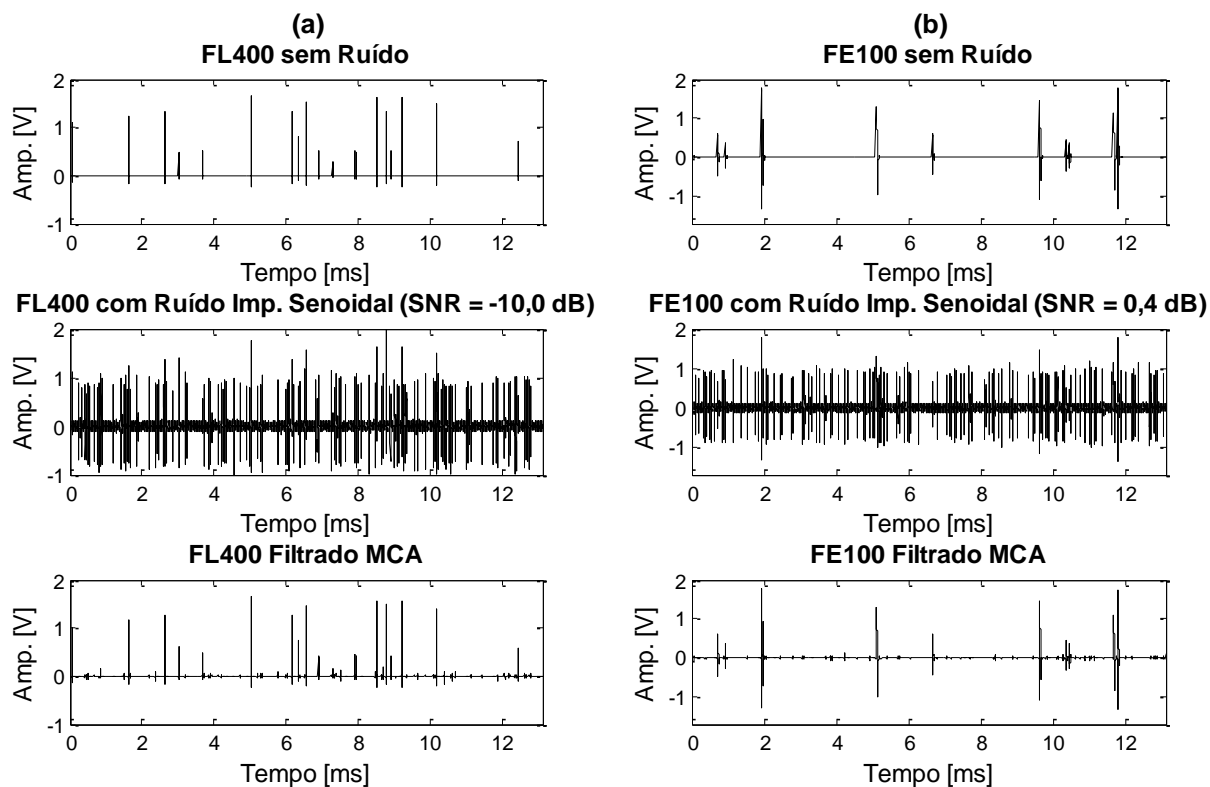 (a)
FL400 sem Ruído
2
1
0
-1
Amp. [V]
0 2 4 6 8 10 12
Tempo [ms]
FL400 com Ruído Imp. Senoidal (SNR = -10,0 dB)
2
1
0
-1
Amp. [V]
0 2 4 6 8 10 12
Tempo [ms]
FL400 Filtrado MCA
2
1
0
-1
Amp. [V]
0 2 4 6 8 10 12
Tempo [ms]
(b)
FE100 sem Ruído
2
1
0
-1
Amp. [V]
0 2 4 6 8 10 12
Tempo [ms]
FE100 com Ruído Imp. Senoidal (SNR = 0,4 dB)
2
1
0
-1
Amp. [V]
0 2 4 6 8 10 12
Tempo [ms]
FE100 Filtrado MCA
2
1
0
-1
Amp. [V]
0 2 4 6 8 10 12
Tempo [ms]